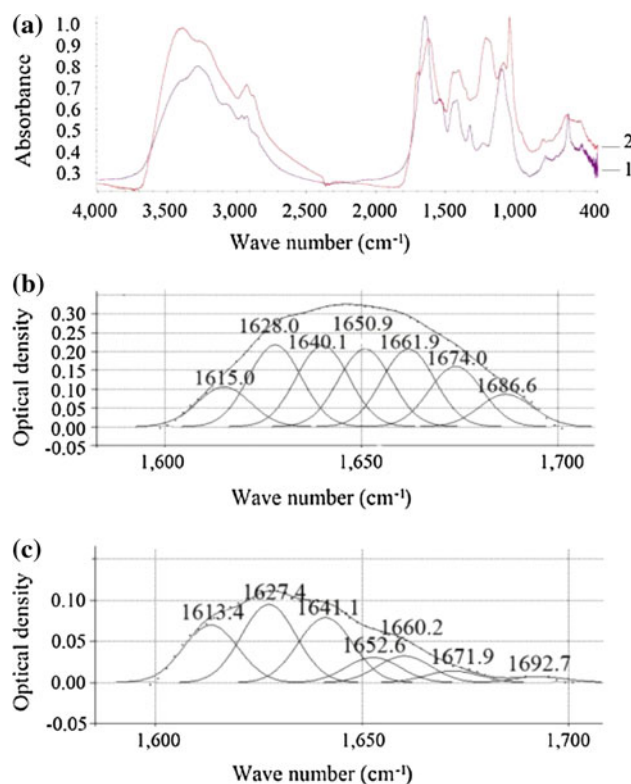 (a)
1.0
0.9
0.8
0.7
0.6
0.5
0.4
0.3
Absorbance
2
1
4,000 3,500 3,000 2,500 2,000 1,500 1,000 400
Wave number (cm-1)
(b)
0.30
0.25
0.20
0.15
0.10
0.05
0.00
Optical density
1615.0
1628.0
1640.1
1650.9
1661.9
1674.0
1686.6
1,600 1,650 1,700
Wave number (cm-1)
(c)
0.10
0.05
0.00
-0.05
Optical density
1613.4
1627.4
1641.1
1652.6
1660.2
1671.9
1692.7
1,600 1,650 1,700
Wave number (cm-1)